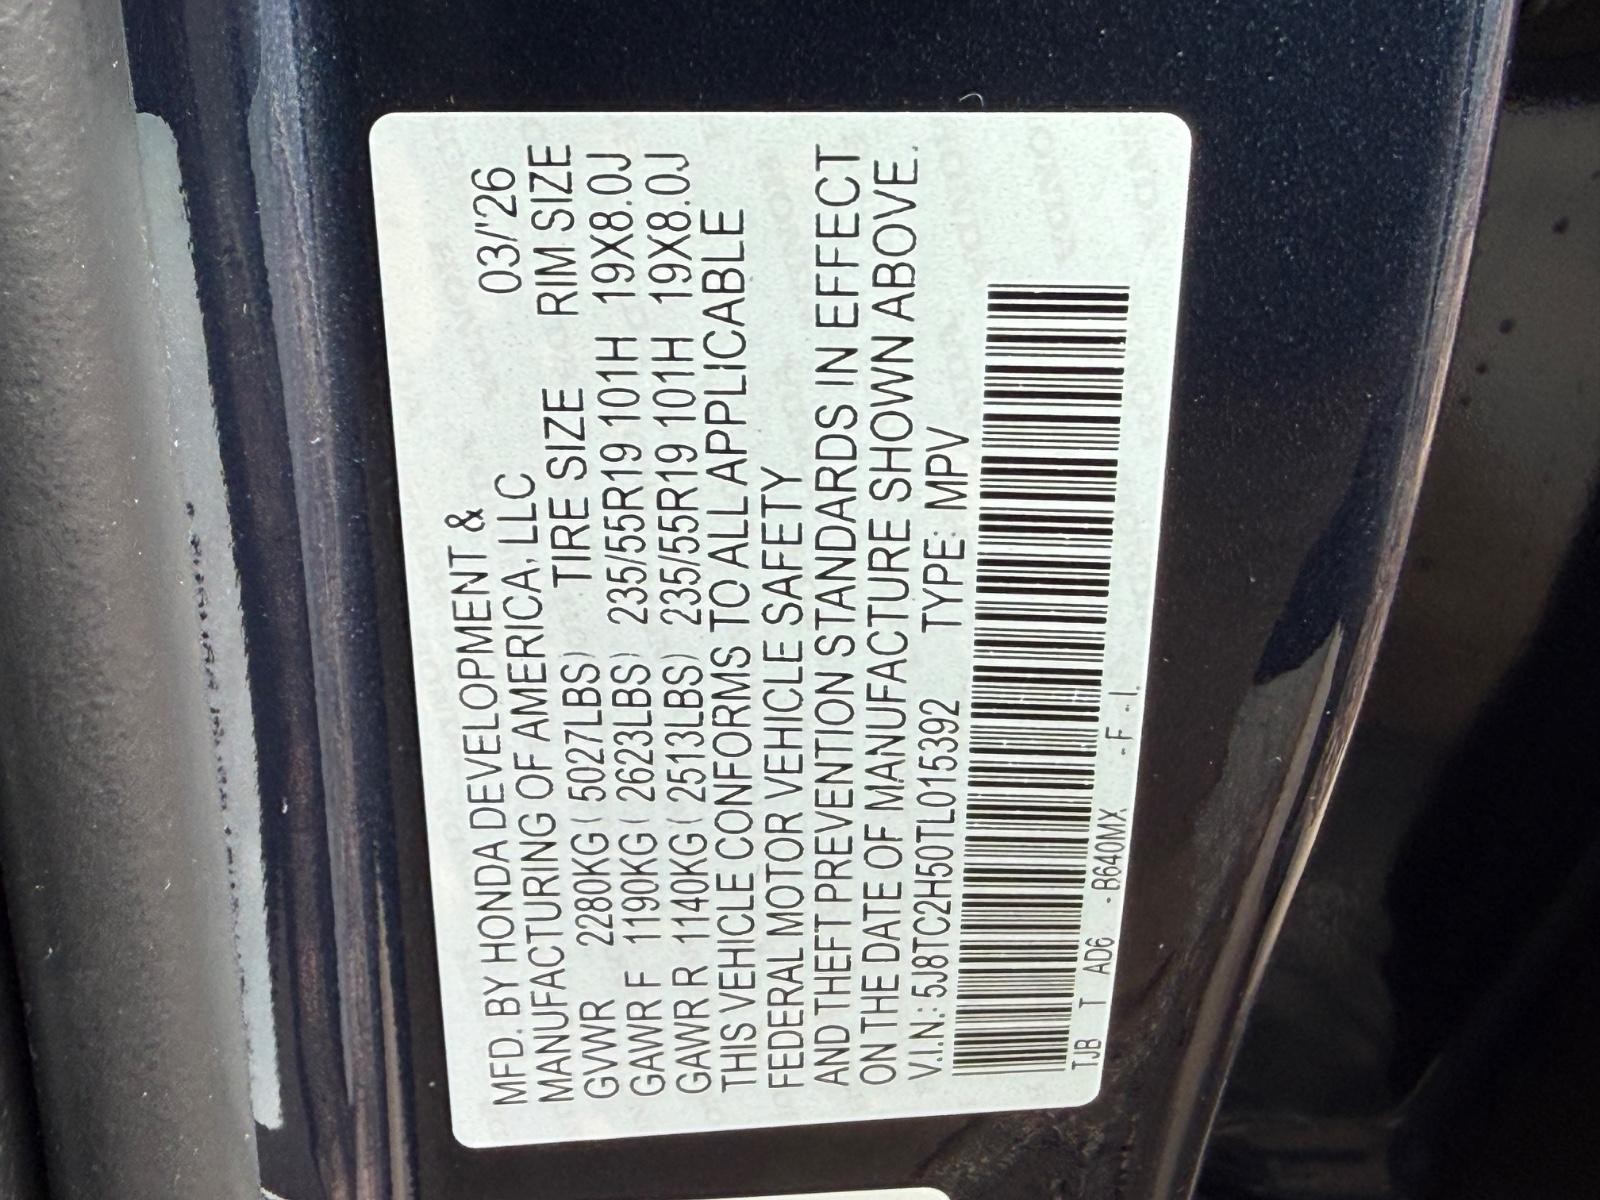 MFD. BY HONDA DEVELOPMENT & 03/'26
MANUFACTURING OF AMERICA, LLC
TIRE SIZE RIM SIZE
GVWR 2280KG ( 5027LBS)
GAWR F 1190KG ( 2623LBS) 235/55R19 101H 19X8.0J
GAWR R 1140KG ( 2513LBS) 235/55R19 101H 19X8.0J
THIS VEHICLE CONFORMS TO ALL APPLICABLE
FEDERAL MOTOR VEHICLE SAFETY
AND THEFT PREVENTION STANDARDS IN EFFECT
ON THE DATE OF MANUFACTURE SHOWN ABOVE.
V.I.N.: 5J8TC2H50TL015392 TYPE: MPV
TJB T AD6 -B640MX -F -.I.